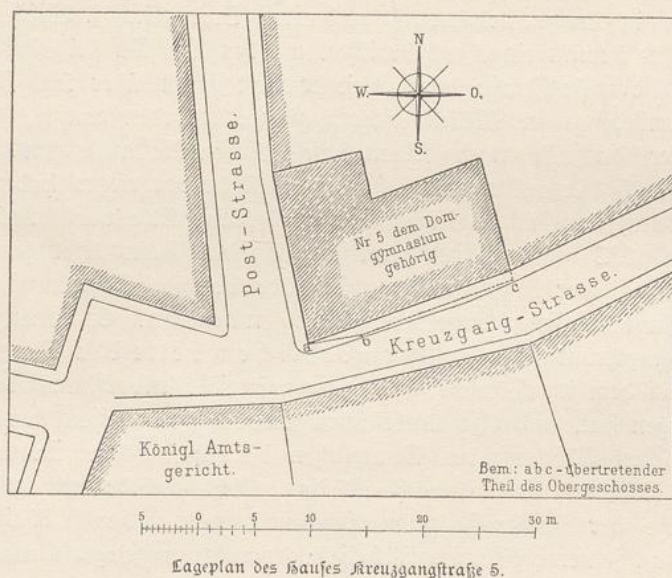 N
W. O.
S.
Post-Strasse.
Nr 5 dem Dom-
gymnasium
gehörig
a b c
Kreuzgang-Strasse.
Königl Amts-
gericht.
Bem.: abc-übertretender
Theil des Obergeschosses.
5 0 5 10 20 30 m.
Lageplan des Hauses Kreuzgangstraße 5.